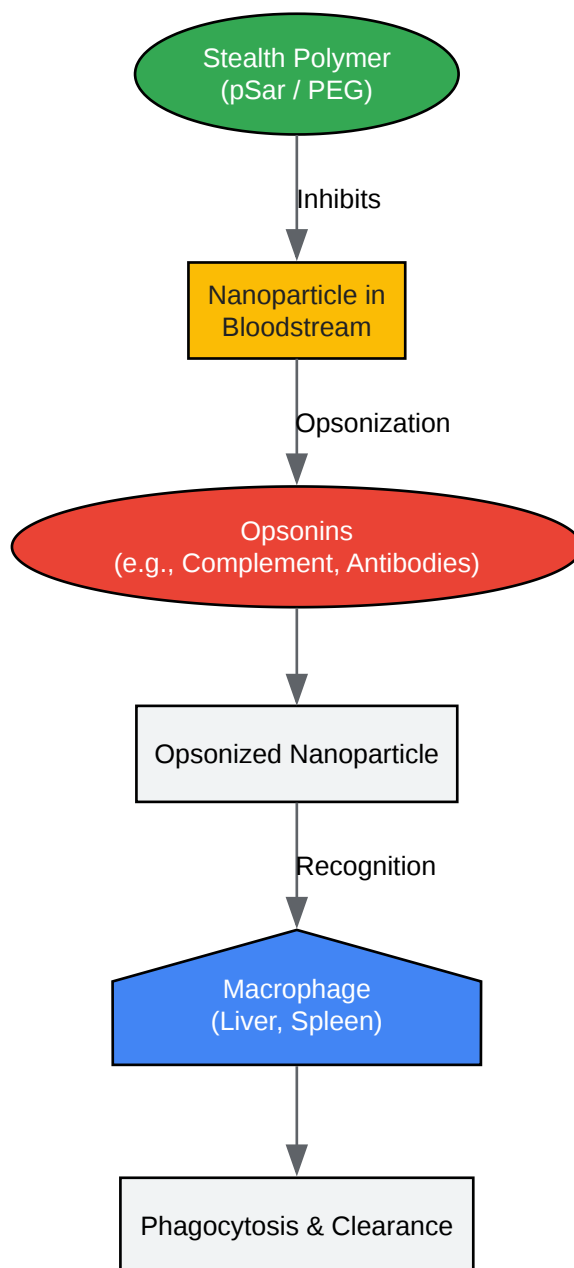 Stealth Polymer
(pSar / PEG)
Inhibits
Nanoparticle in
Bloodstream
Opsonization
Opsonins
(e.g., Complement, Antibodies)
Opsonized Nanoparticle
Recognition
Macrophage
(Liver, Spleen)
Phagocytosis & Clearance